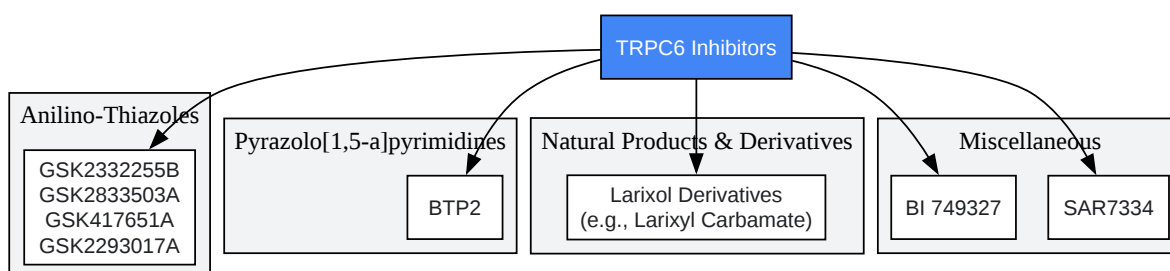 TRPC6 Inhibitors
Anilino-Thiazoles
GSK2332255B
GSK2833503A
GSK417651A
GSK2293017A
Pyrazolo[1,5-a]pyrimidines
BTP2
Natural Products & Derivatives
Larixol Derivatives
(e.g., Larixyl Carbamate)
Miscellaneous
BI 749327
SAR7334